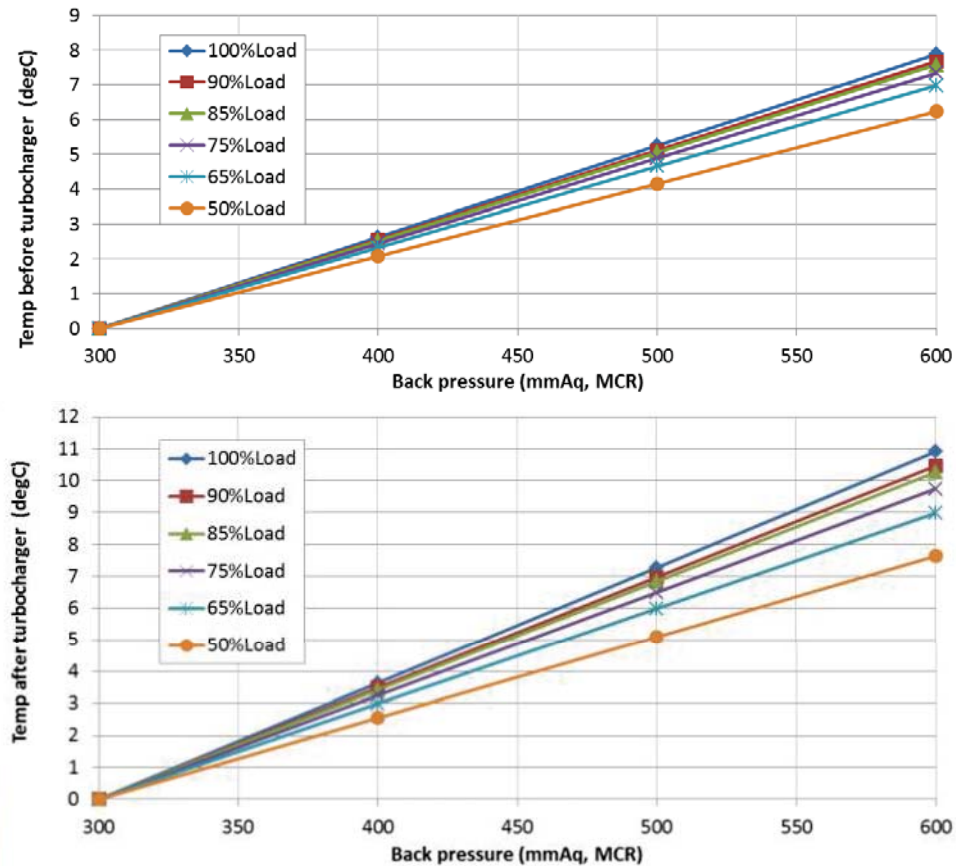 9
8
7
6
5
4
3
2
1
0
Temp before turbocharger (degC)
100%Load
90%Load
85%Load
75%Load
65%Load
50%Load
300 350 400 450 500 550 600
Back pressure (mmAq, MCR)
12
11
10
9
8
7
6
5
4
3
2
1
0
Temp after turbocharger (degC)
100%Load
90%Load
85%Load
75%Load
65%Load
50%Load
300 350 400 450 500 550 600
Back pressure (mmAq, MCR)